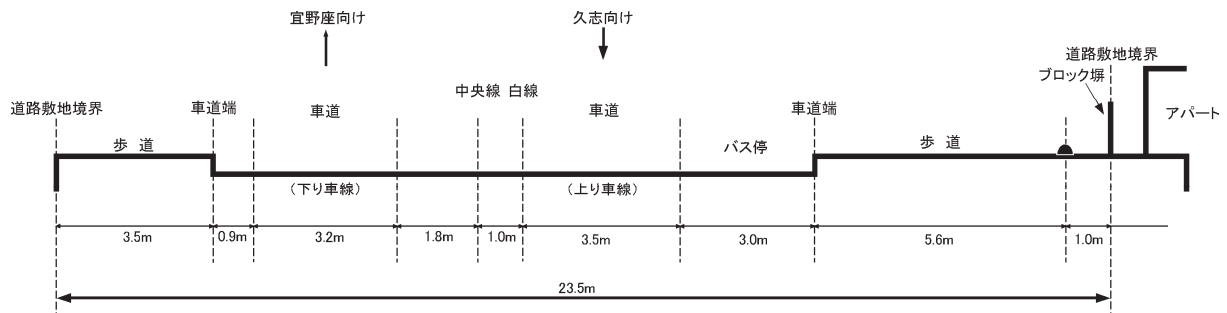 宜野座向け
久志向け
道路敷地境界
ブロック塀
中央線 白線
道路敷地境界
車道端
車道
車道
車道端
アパート
歩 道
バス停
歩 道
(下り車線)
(上り車線)
3.5m
0.9m
3.2m
1.8m
1.0m
3.5m
3.0m
5.6m
1.0m
23.5m